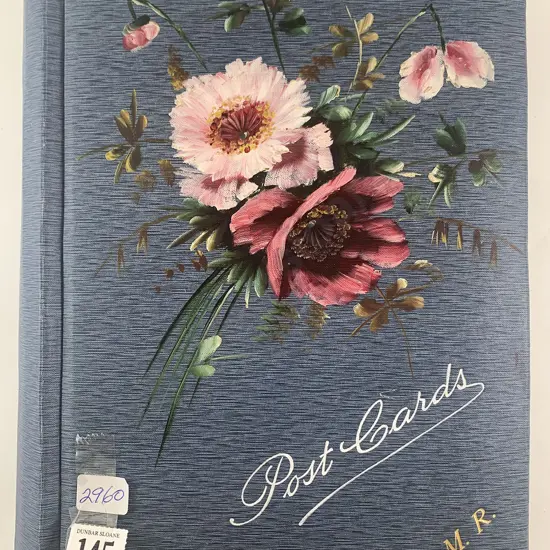 Post Cards
M. R.
2960
DUNBAR SLOANE
145